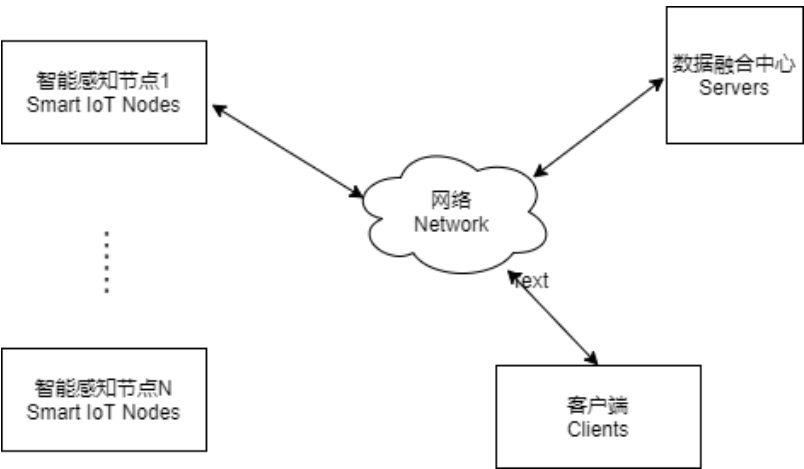 智能感知节点1
Smart IoT Nodes
数据融合中心
Servers
网络
Network
Text
智能感知节点N
Smart IoT Nodes
客户端
Clients